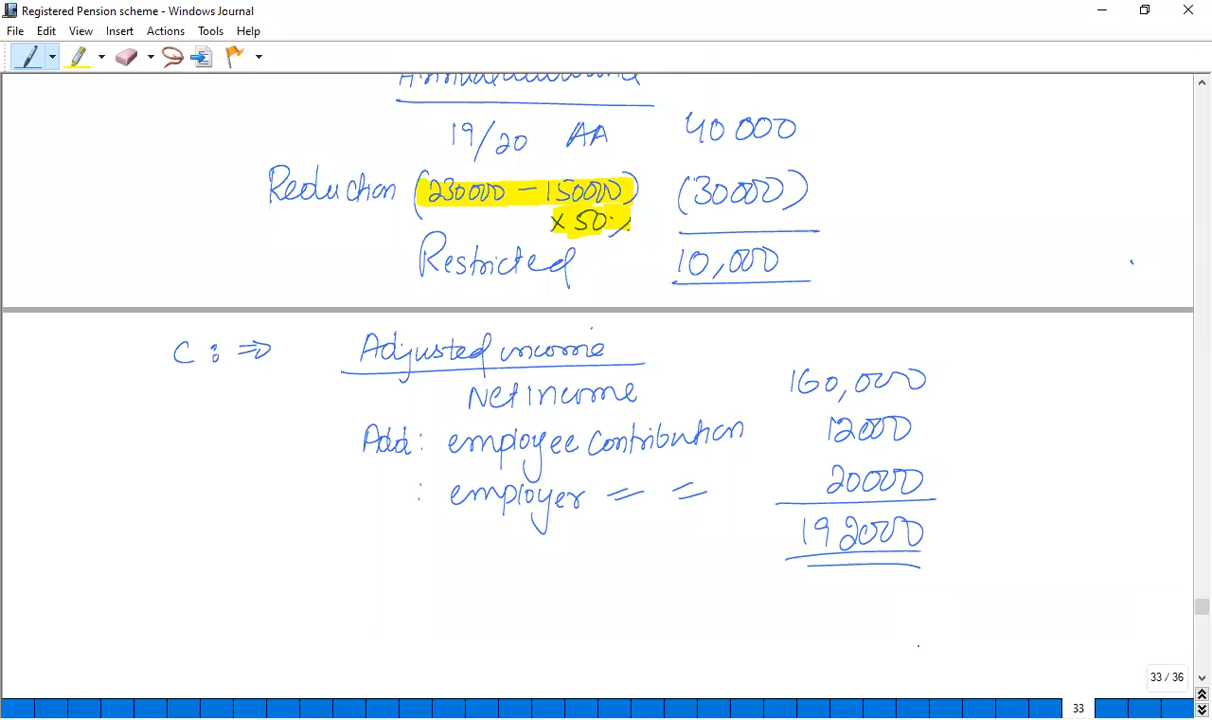 Registered Pension scheme - Windows Journal
File Edit View Insert Actions Tools Help
19/20 AA 40000
Reduction (230000 - 150000) (30000)
x 50%
Restricted 10,000
C : ⇒ Adjusted income
Net income 160,000
Add : employee contribution 12000
: employer = = 20000
192000
33 / 36
33